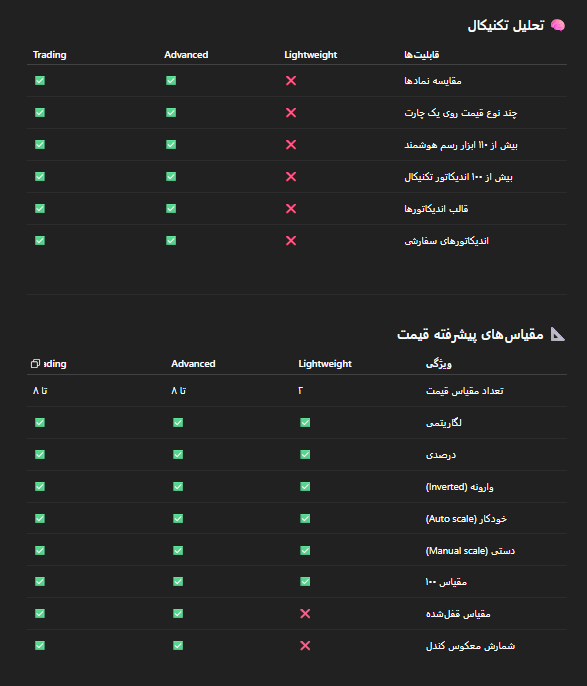 🧠 تحلیل تکنیکال
قابلیت‌ها Lightweight Advanced Trading
مقایسه نمادها ❌ ✅ ✅
چند نوع قیمت روی یک چارت ❌ ✅ ✅
بیش از ۱۱۰ ابزار رسم هوشمند ❌ ✅ ✅
بیش از ۱۰۰ اندیکاتور تکنیکال ❌ ✅ ✅
قالب اندیکاتورها ❌ ✅ ✅
اندیکاتورهای سفارشی ❌ ✅ ✅
📐 مقیاس‌های پیشرفته قیمت
ویژگی Lightweight Advanced ading
تعداد مقیاس قیمت ۲ تا ۸ تا ۸
لگاریتمی ✅ ✅ ✅
درصدی ✅ ✅ ✅
وارونه (Inverted) ✅ ✅ ✅
خودکار (Auto scale) ✅ ✅ ✅
دستی (Manual scale) ✅ ✅ ✅
مقیاس ۱۰۰ ✅ ✅ ✅
مقیاس قفل‌شده ❌ ✅ ✅
شمارش معکوس کندل ❌ ✅ ✅